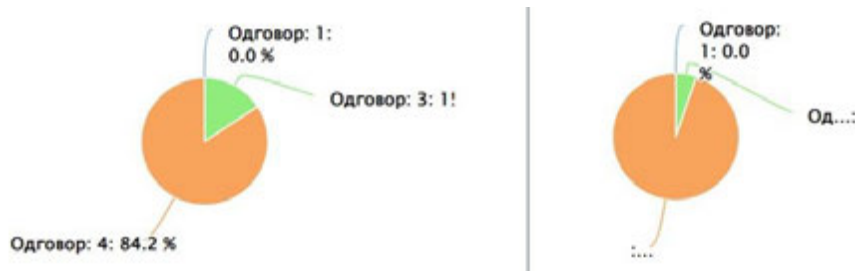 Одговор: 1:
0.0 %
Одговор: 3: 1!
Одговор: 4: 84.2 %
Одговор:
1: 0.0
%
Од...:
:...